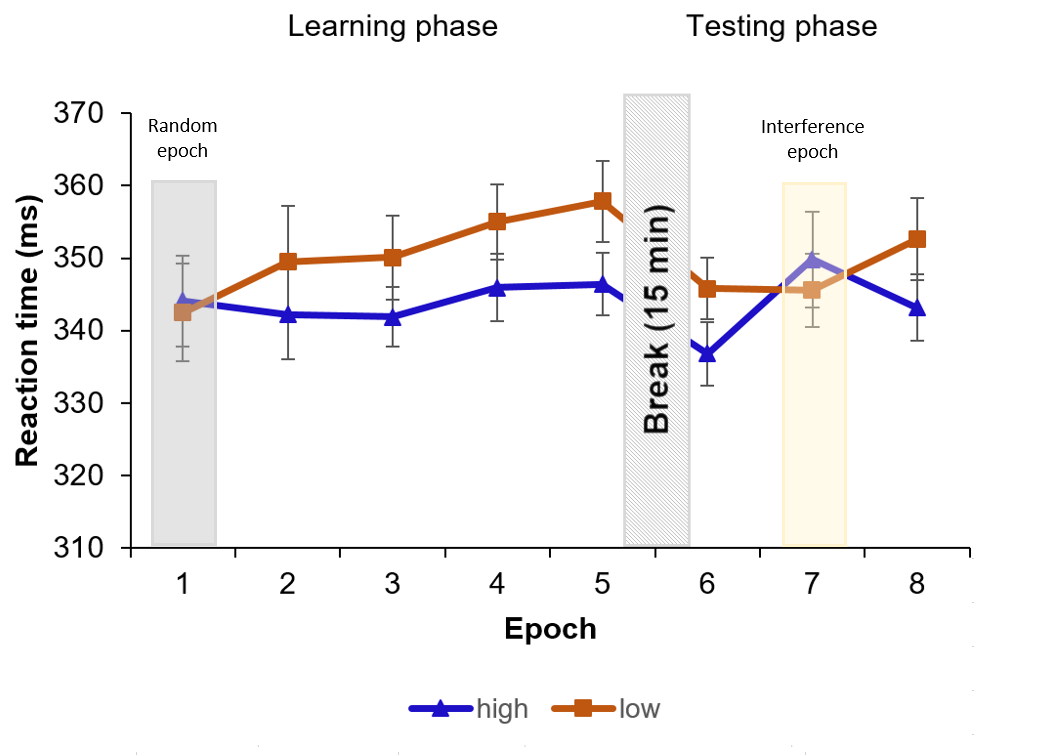 Learning phase
Testing phase
370
360
350
340
330
320
310
Reaction time (ms)
Random
epoch
Break (15 min)
Interference
epoch
1 2 3 4 5 6 7 8
Epoch
high low